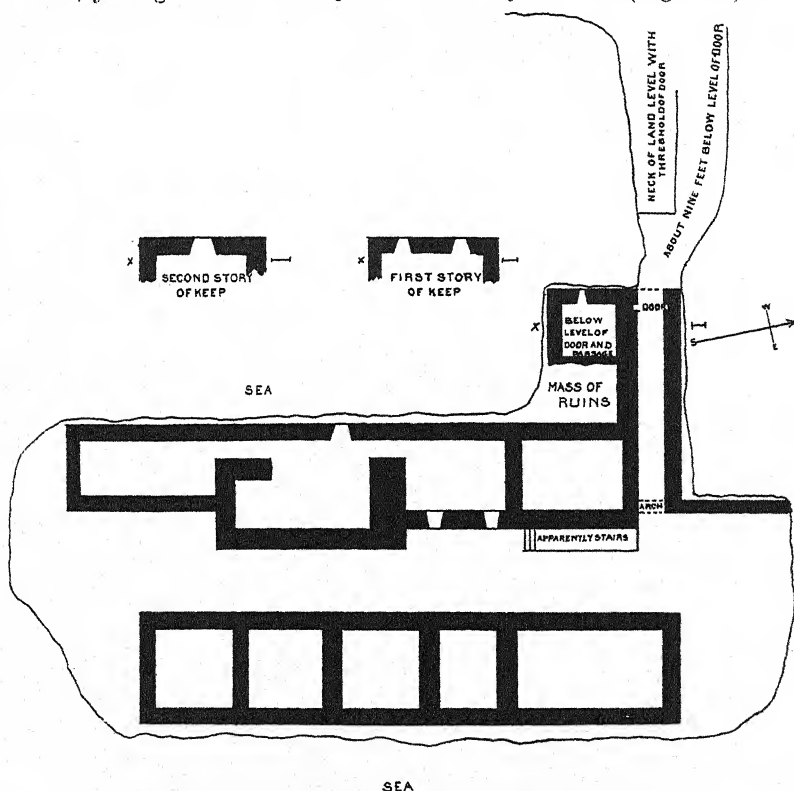 NECK OF LAND LEVEL WITH
THRESHOLD OF DOOR
ABOUT NINE FEET BELOW LEVEL OF DOOR
SECOND STORY
OF KEEP
FIRST STORY
OF KEEP
X
I
X
I
DOOR
X
BELOW
LEVEL OF
DOOR AND
PASSAGE
I
S
N
E
MASS OF
RUINS
SEA
ARCH
APPARENTLY STAIRS
SEA